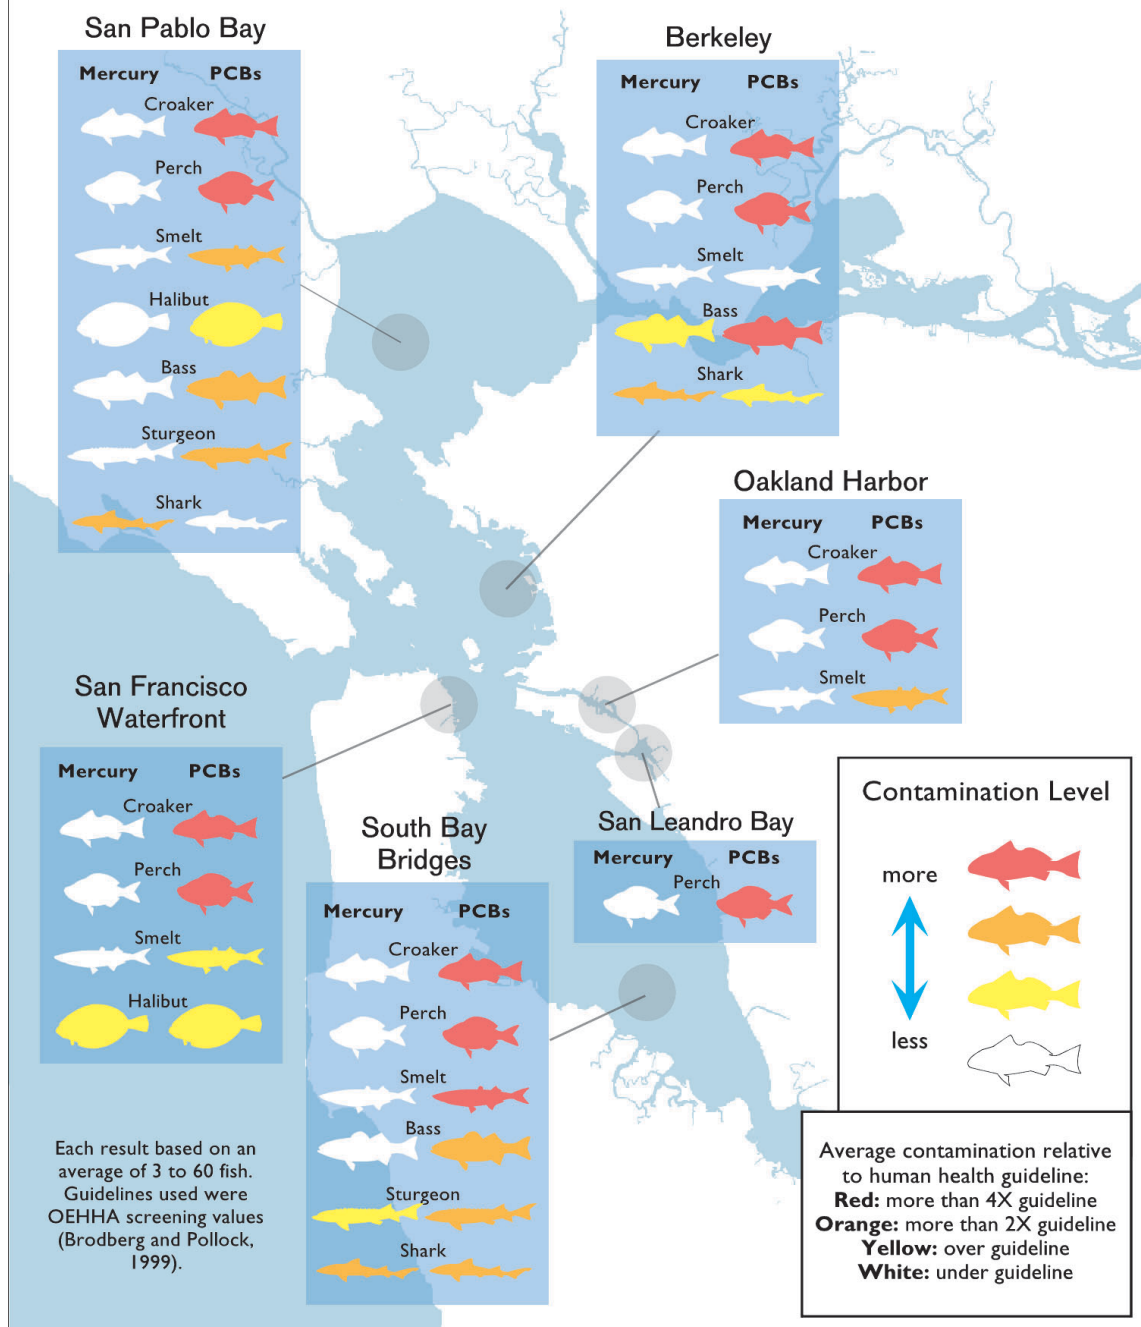 San Pablo Bay
Mercury PCBs
Croaker
Perch
Smelt
Halibut
Bass
Sturgeon
Shark
Berkeley
Mercury PCBs
Croaker
Perch
Smelt
Bass
Shark
Oakland Harbor
Mercury PCBs
Croaker
Perch
Smelt
San Francisco
Waterfront
Mercury PCBs
Croaker
Perch
Smelt
Halibut
South Bay
Bridges
Mercury PCBs
Croaker
Perch
Smelt
Bass
Sturgeon
Shark
San Leandro Bay
Mercury PCBs
Perch
Contamination Level
more
less
Average contamination relative
to human health guideline:
Red: more than 4X guideline
Orange: more than 2X guideline
Yellow: over guideline
White: under guideline
Each result based on an
average of 3 to 60 fish.
Guidelines used were
OEHHA screening values
(Brodberg and Pollock,
1999).